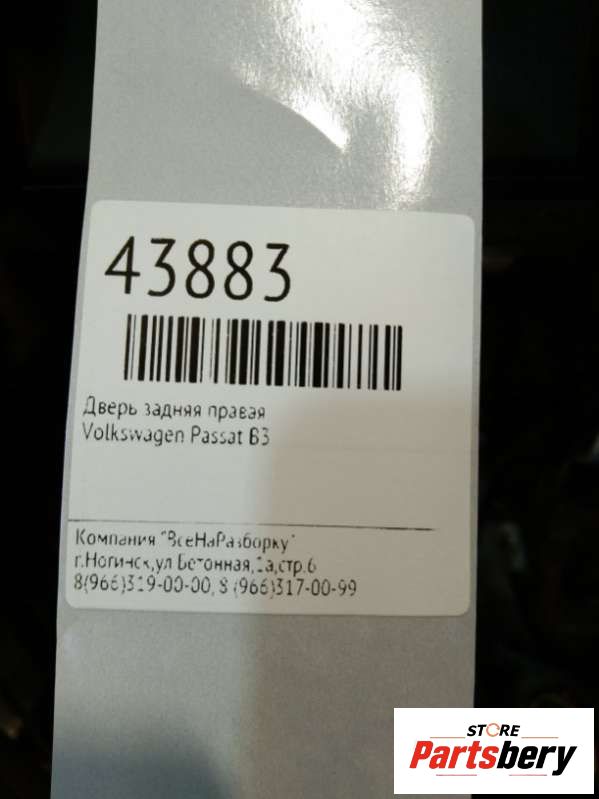 43883
Дверь задняя правая
Volkswagen Passat B3
Компания "ВсеНаРазборку"
г.Ногинск,ул Бетонная,1а,стр.6
8(966)319-00-00, 8 (966)317-00-99
STORE
Partsbery